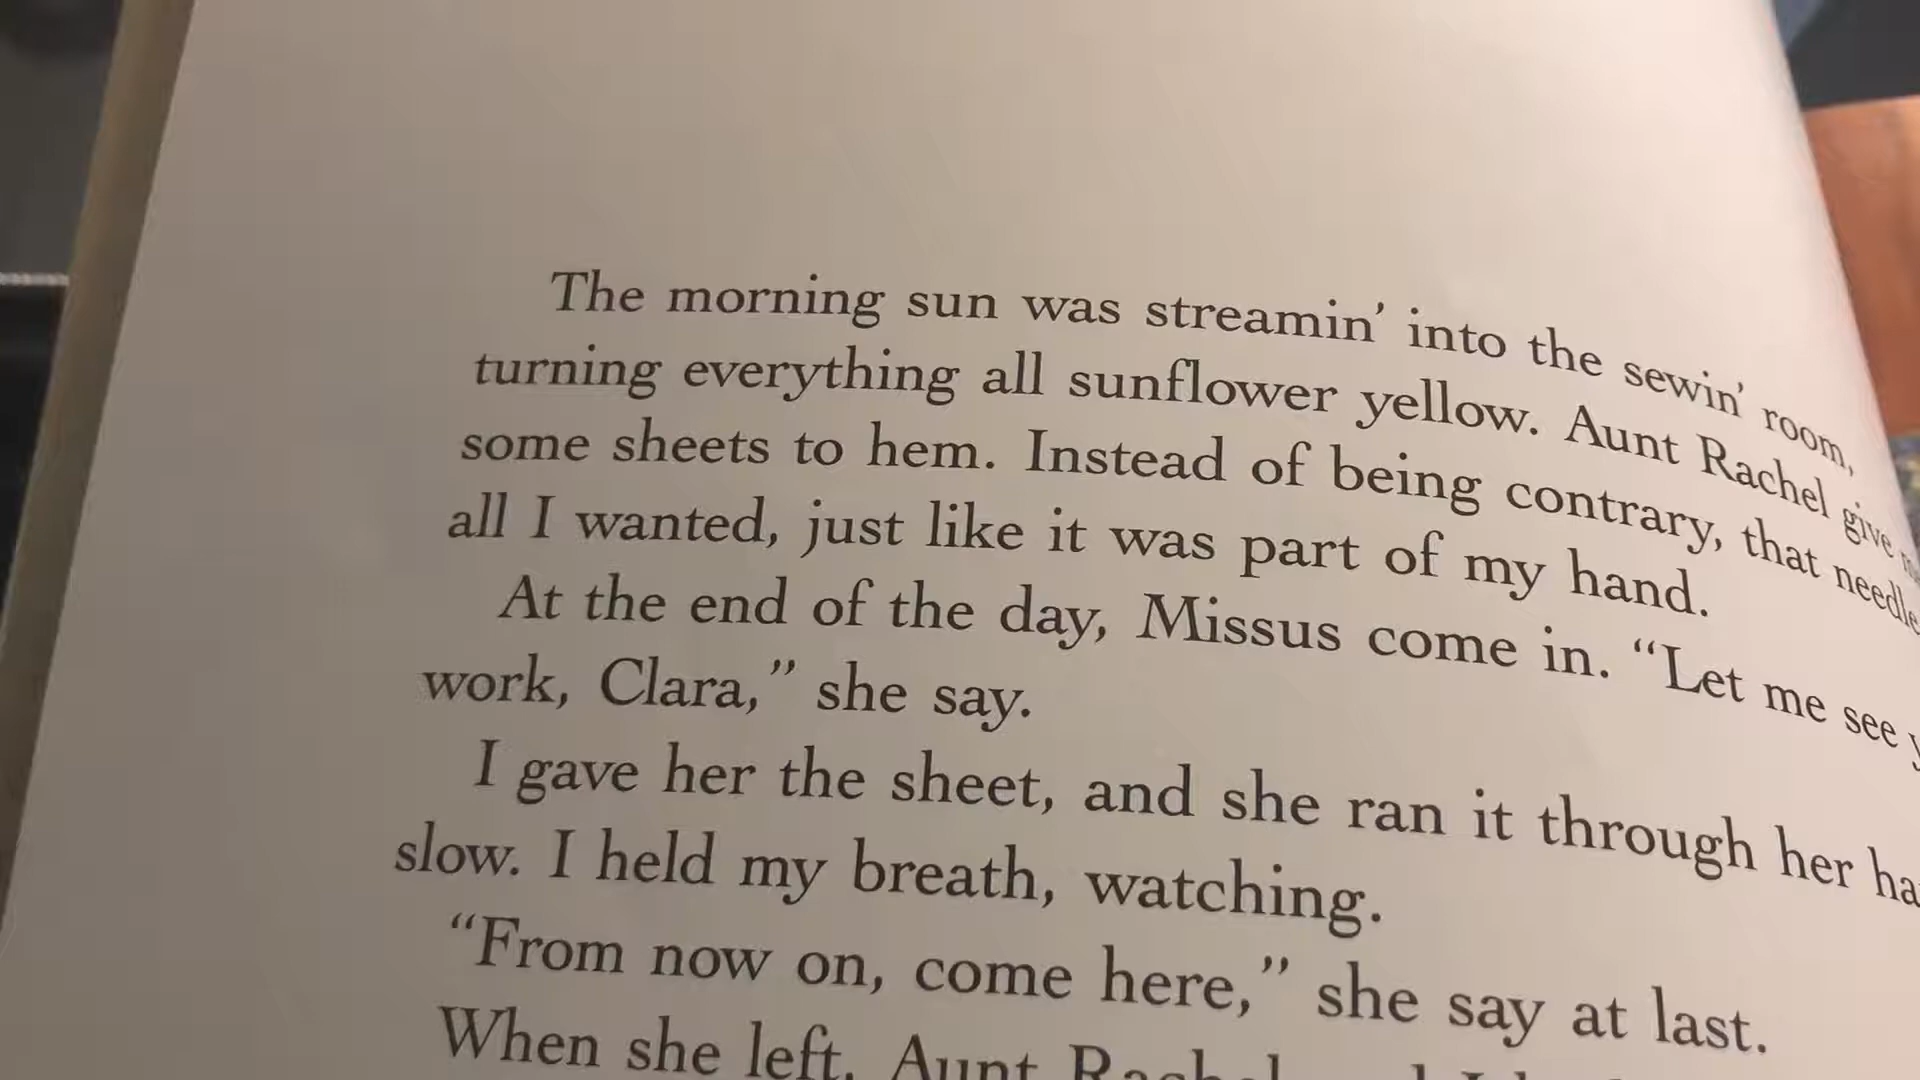 The morning sun was streamin’ into the sewin’ room,
turning everything all sunflower yellow. Aunt Rachel give
some sheets to hem. Instead of being contrary, that needle
all I wanted, just like it was part of my hand.
At the end of the day, Missus come in. “Let me see
work, Clara,” she say.
I gave her the sheet, and she ran it through her
slow. I held my breath, watching.
“From now on, come here,” she say at last.
When she left, Aunt Rachel